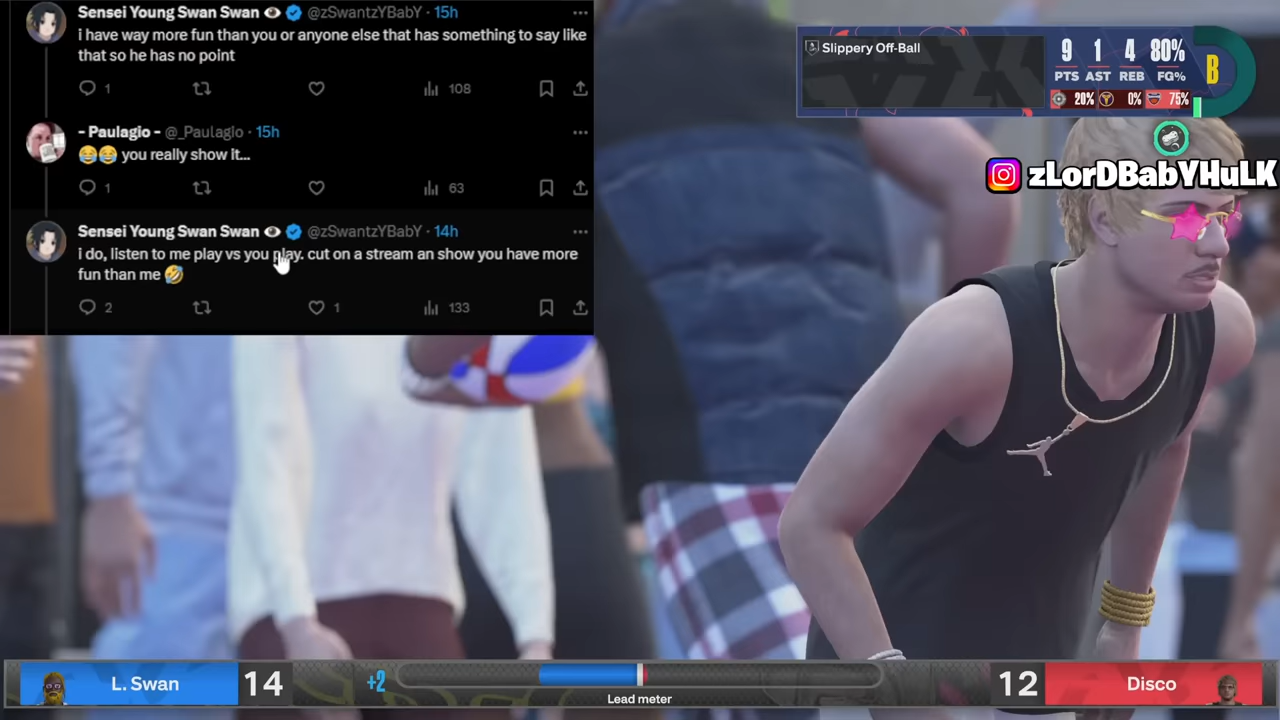 Sensei Young Swan Swan 👁 @zSwantzYBabY · 15h
i have way more fun than you or anyone else that has something to say like
that so he has no point
1 108
- Paulagio - @_Paulagio · 15h
😂😂 you really show it...
1 63
Sensei Young Swan Swan 👁 @zSwantzYBabY · 14h
i do, listen to me play vs you play. cut on a stream an show you have more
fun than me 🤣
2 1 133
Slippery Off-Ball
9 1 4 80%
PTS AST REB FG%
20% 0% 75%
B
zLorDBabYHuLK
L. Swan 14 +2
Lead meter
12 Disco